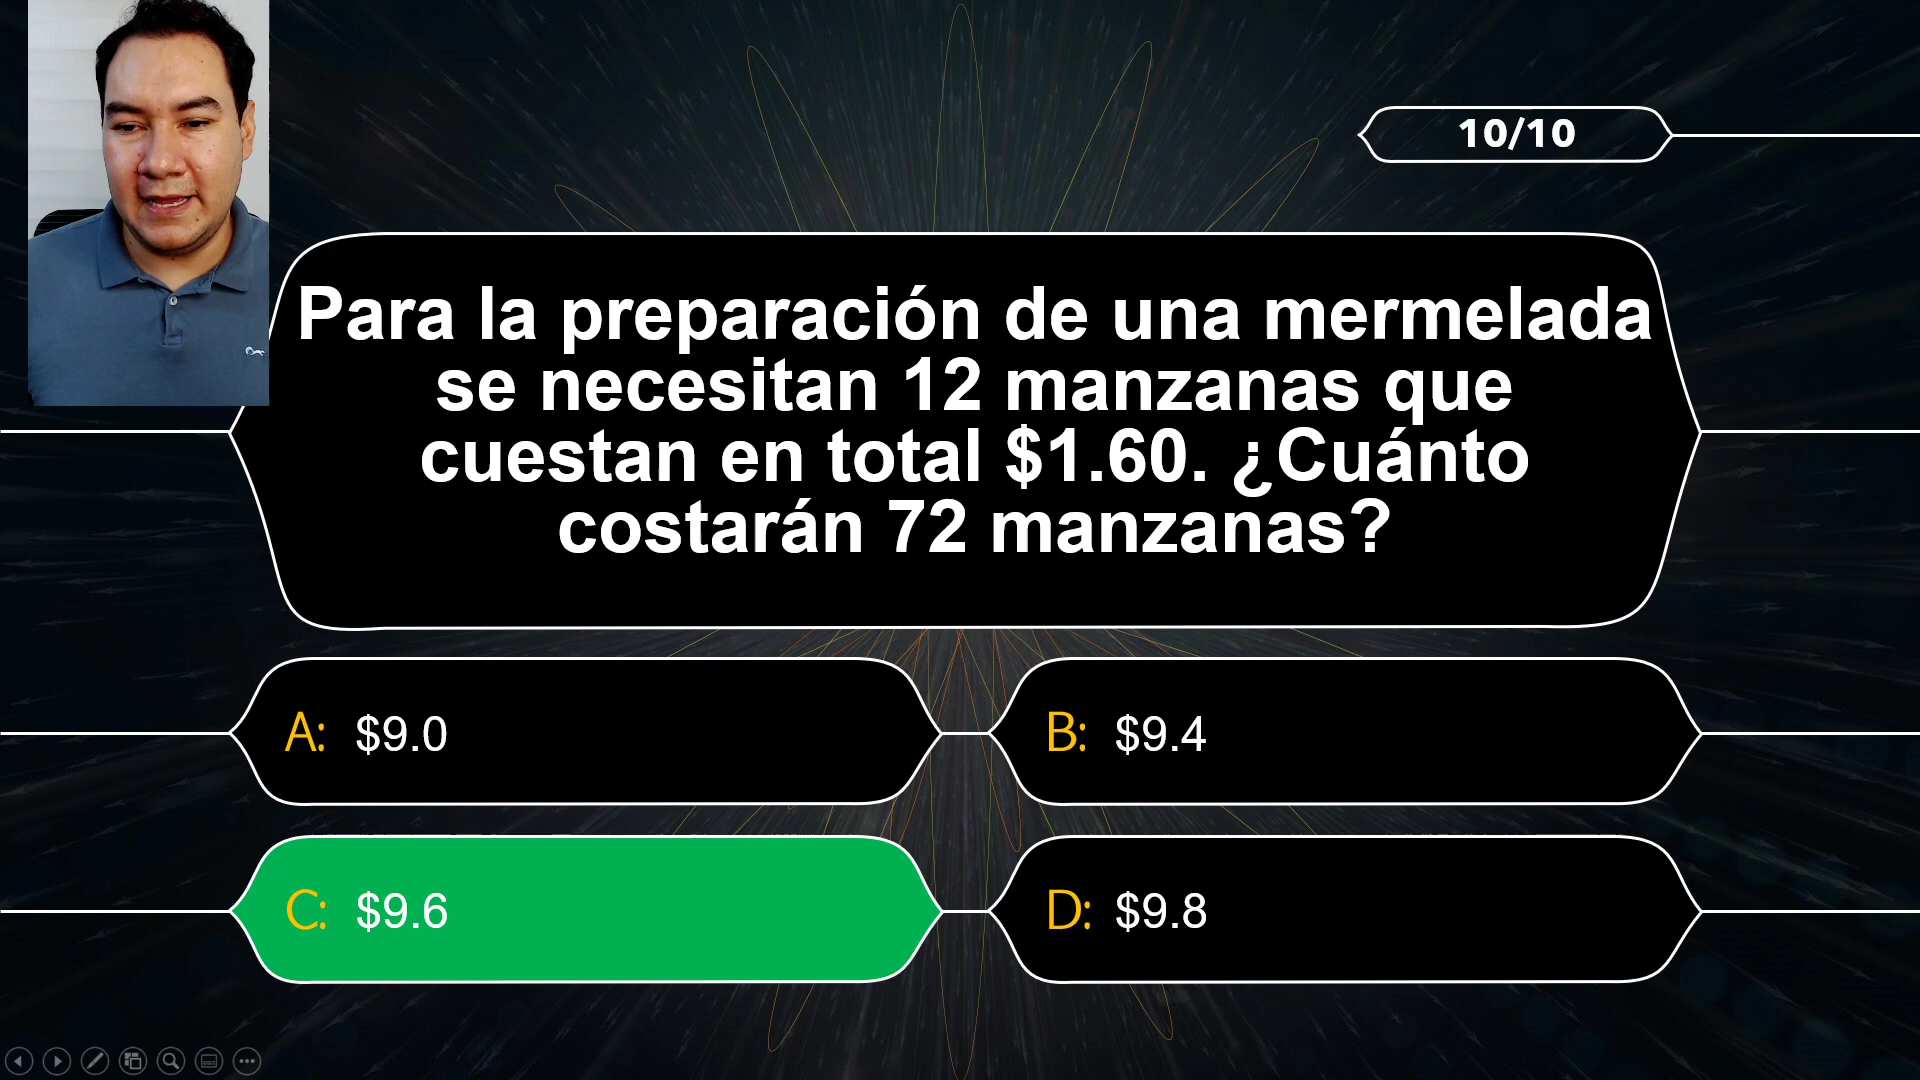 10/10
Para la preparación de una mermelada
se necesitan 12 manzanas que
cuestan en total $1.60. ¿Cuánto
costarán 72 manzanas?
A: $9.0
B: $9.4
C: $9.6
D: $9.8